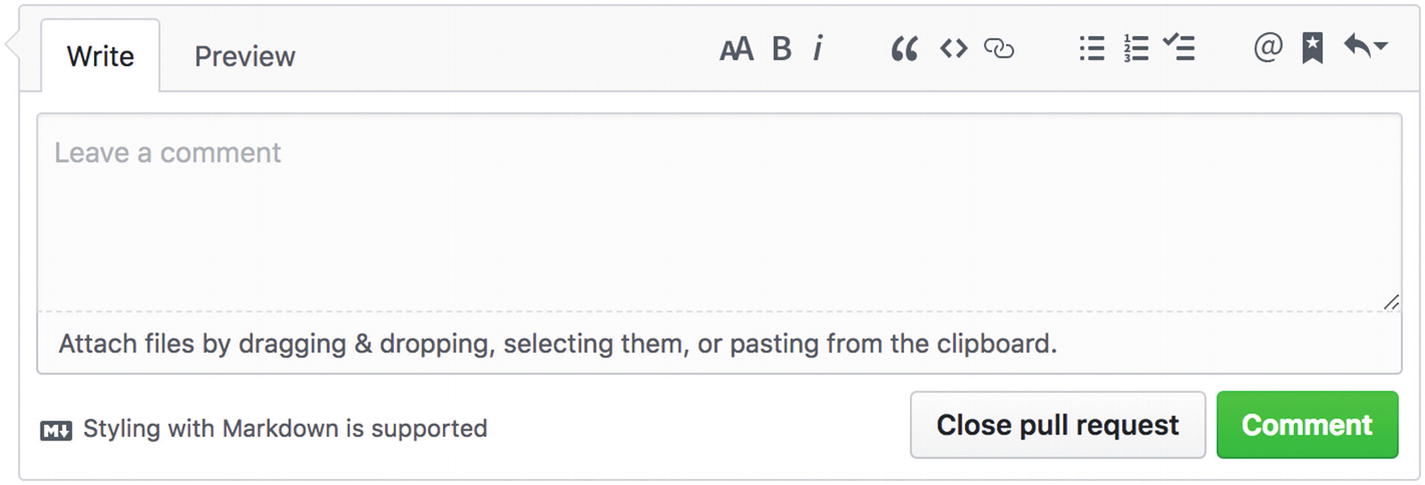 Write Preview AA B i @
Leave a comment
Attach files by dragging & dropping, selecting them, or pasting from the clipboard.
M↓ Styling with Markdown is supported Close pull request Comment